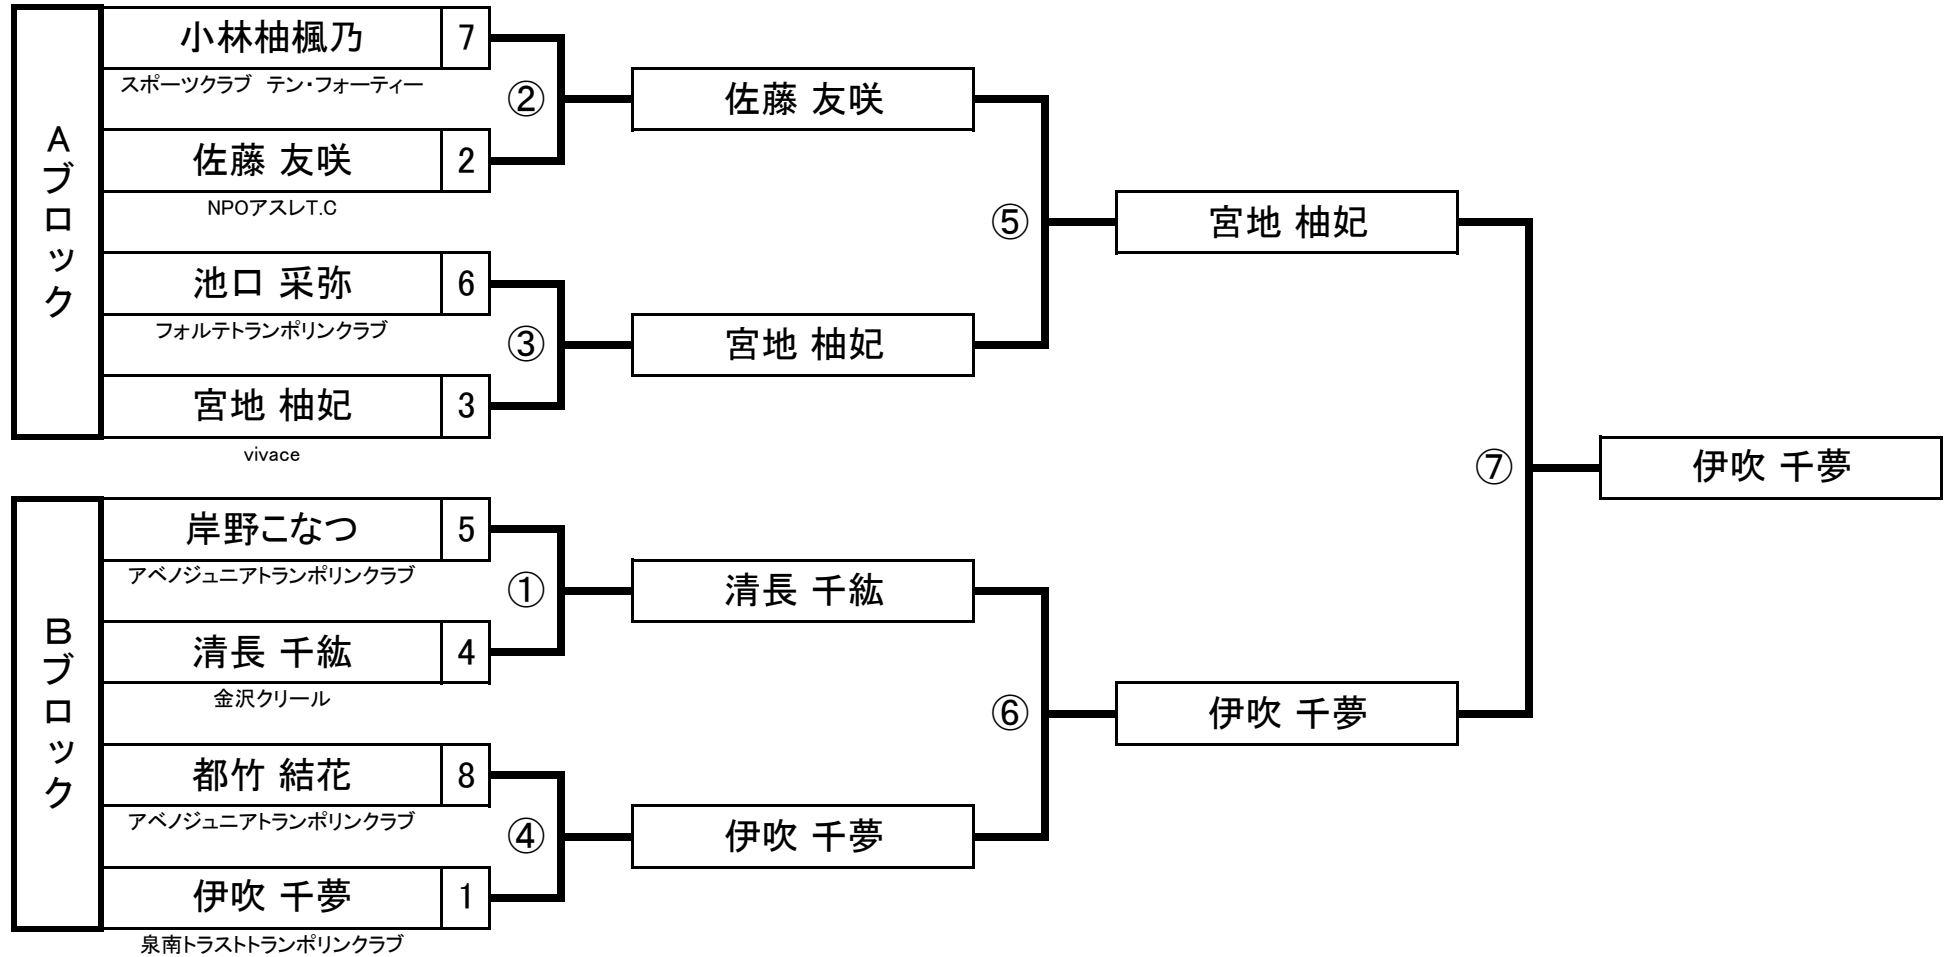 Aブロック
小林柚楓乃 7
スポーツクラブ テン・フォーティー
②
佐藤 友咲 2
NPOアスレT.C
佐藤 友咲
池口 采弥 6
フォルテトランポリンクラブ
③
宮地 柚妃 3
vivace
宮地 柚妃
⑤
宮地 柚妃
Bブロック
岸野こなつ 5
アベノジュニアトランポリンクラブ
①
清長 千紘 4
金沢クリール
清長 千紘
都竹 結花 8
アベノジュニアトランポリンクラブ
④
伊吹 千夢 1
泉南トラストトランポリンクラブ
伊吹 千夢
⑥
伊吹 千夢
⑦
伊吹 千夢